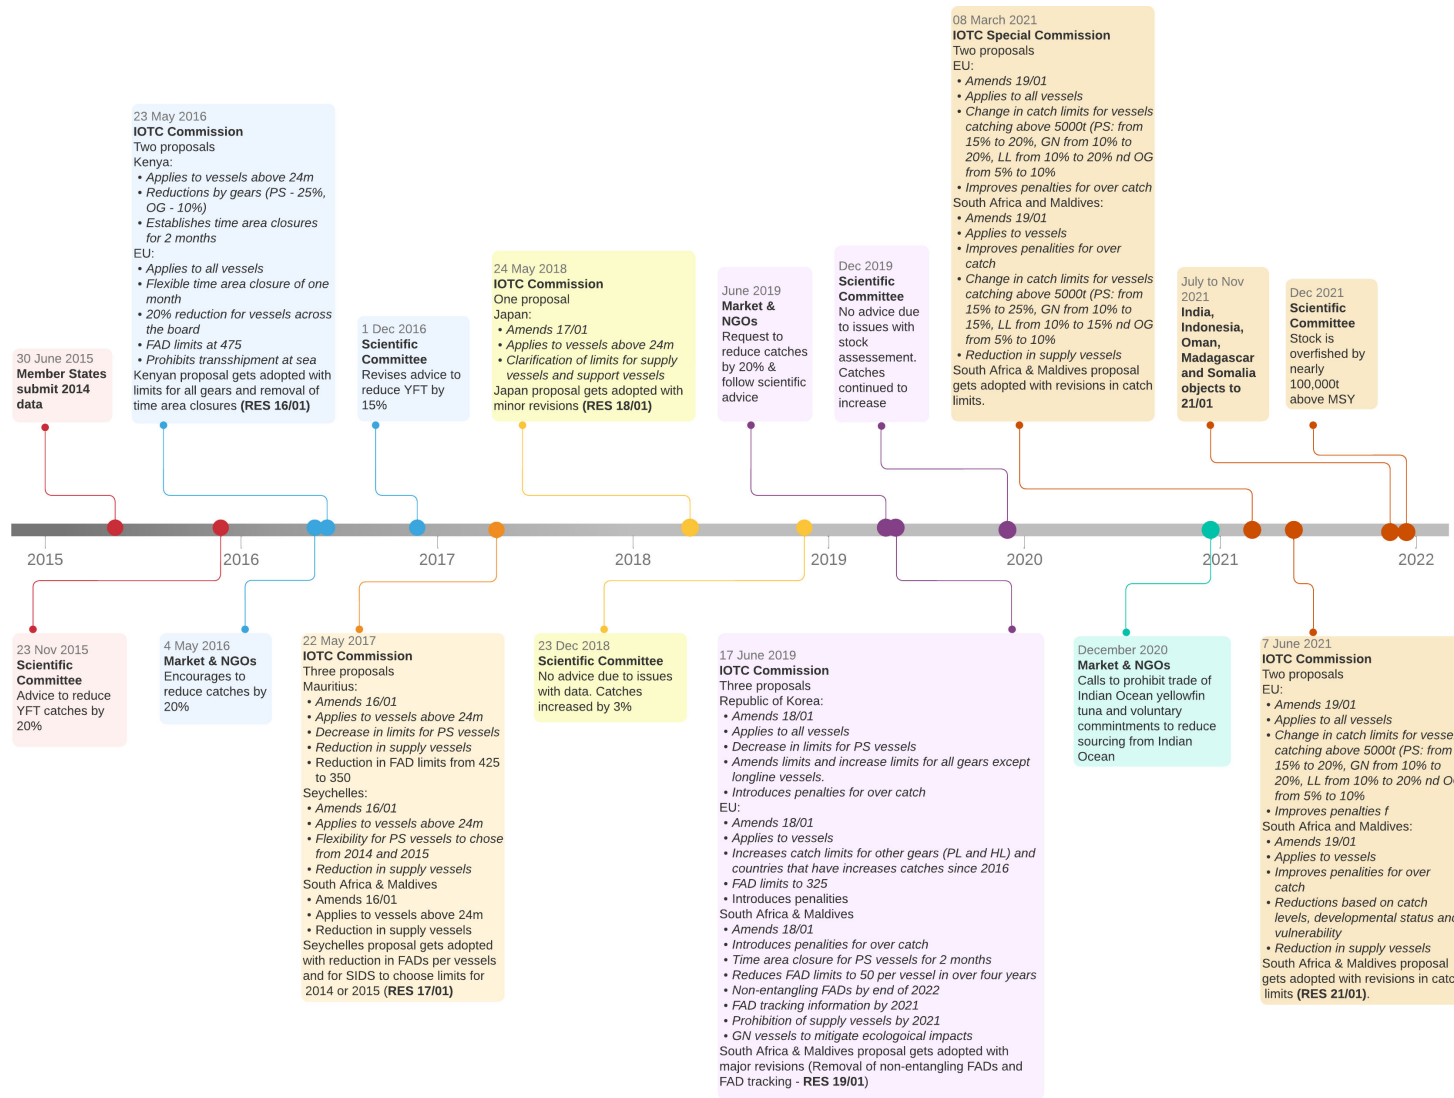 30 June 2015
Member States
submit 2014
data
23 May 2016
IOTC Commission
Two proposals
Kenya:
• Applies to vessels above 24m
• Reductions by gears (PS - 25%,
OG - 10%)
• Establishes time area closures
for 2 months
EU:
• Applies to all vessels
• Flexible time area closure of one
month
• 20% reduction for vessels across
the board
• FAD limits at 475
• Prohibits transshipment at sea
Kenyan proposal gets adopted with
limits for all gears and removal of
time area closures (RES 16/01)
1 Dec 2016
Scientific
Committee
Revises advice to
reduce YFT by
15%
24 May 2018
IOTC Commission
One proposal
Japan:
• Amends 17/01
• Applies to vessels above 24m
• Clarification of limits for supply
vessels and support vessels
Japan proposal gets adopted with
minor revisions (RES 18/01)
June 2019
Market &
NGOs
Request to
reduce catches
by 20% &
follow scientific
advice
Dec 2019
Scientific
Committee
No advice due
to issues with
stock
assessement.
Catches
continued to
increase
08 March 2021
IOTC Special Commission
Two proposals
EU:
• Amends 19/01
• Applies to all vessels
• Change in catch limits for vessels
catching above 5000t (PS: from
15% to 20%, GN from 10% to
20%, LL from 10% to 20% nd OG
from 5% to 10%
• Improves penalties for over catch
South Africa and Maldives:
• Amends 19/01
• Applies to vessels
• Improves penalities for over
catch
• Change in catch limits for vessels
catching above 5000t (PS: from
15% to 25%, GN from 10% to
15%, LL from 10% to 15% nd OG
from 5% to 10%
• Reduction in supply vessels
South Africa & Maldives proposal
gets adopted with revisions in catch
limits.
July to Nov
2021
India,
Indonesia,
Oman,
Madagascar
and Somalia
objects to
21/01
Dec 2021
Scientific
Committee
Stock is
overfished by
nearly
100,000t
above MSY
2015
2016
2017
2018
2019
2020
2021
2022
23 Nov 2015
Scientific
Committee
Advice to reduce
YFT catches by
20%
4 May 2016
Market & NGOs
Encourages to
reduce catches by
20%
22 May 2017
IOTC Commission
Three proposals
Mauritius:
• Amends 16/01
• Applies to vessels above 24m
• Decrease in limits for PS vessels
• Reduction in supply vessels
• Reduction in FAD limits from 425
to 350
Seychelles:
• Amends 16/01
• Applies to vessels above 24m
• Flexibility for PS vessels to chose
from 2014 and 2015
• Reduction in supply vessels
South Africa & Maldives
• Amends 16/01
• Applies to vessels above 24m
• Reduction in supply vessels
Seychelles proposal gets adopted
with reduction in FADs per vessels
and for SIDS to choose limits for
2014 or 2015 (RES 17/01)
23 Dec 2018
Scientific Committee
No advice due to issues
with data. Catches
increased by 3%
17 June 2019
IOTC Commission
Three proposals
Republic of Korea:
• Amends 18/01
• Applies to all vessels
• Decrease in limits for PS vessels
• Amends limits and increase limits for all gears except
longline vessels.
• Introduces penalties for over catch
EU:
• Amends 18/01
• Applies to vessels
• Increases catch limits for other gears (PL and HL) and
countries that have increases catches since 2016
• FAD limits to 325
• Introduces penalities
South Africa & Maldives
• Amends 18/01
• Introduces penalties for over catch
• Time area closure for PS vessels for 2 months
• Reduces FAD limits to 50 per vessel in over four years
• Non-entangling FADs by end of 2022
• FAD tracking information by 2021
• Prohibition of supply vessels by 2021
• GN vessels to mitigate ecologoical impacts
South Africa & Maldives proposal gets adopted with
major revisions (Removal of non-entangling FADs and
FAD tracking - RES 19/01)
December 2020
Market & NGOs
Calls to prohibit trade of
Indian Ocean yellowfin
tuna and voluntary
commitments to reduce
sourcing from Indian
Ocean
7 June 2021
IOTC Commission
Two proposals
EU:
• Amends 19/01
• Applies to all vessels
• Change in catch limits for vesse
catching above 5000t (PS: from
15% to 20%, GN from 10% to
20%, LL from 10% to 20% nd O
from 5% to 10%
• Improves penalties f
South Africa and Maldives:
• Amends 19/01
• Applies to vessels
• Improves penalities for over
catch
• Reductions based on catch
levels, developmental status and
vulnerability
• Reduction in supply vessels
South Africa & Maldives proposal
gets adopted with revisions in catc
limits (RES 21/01).